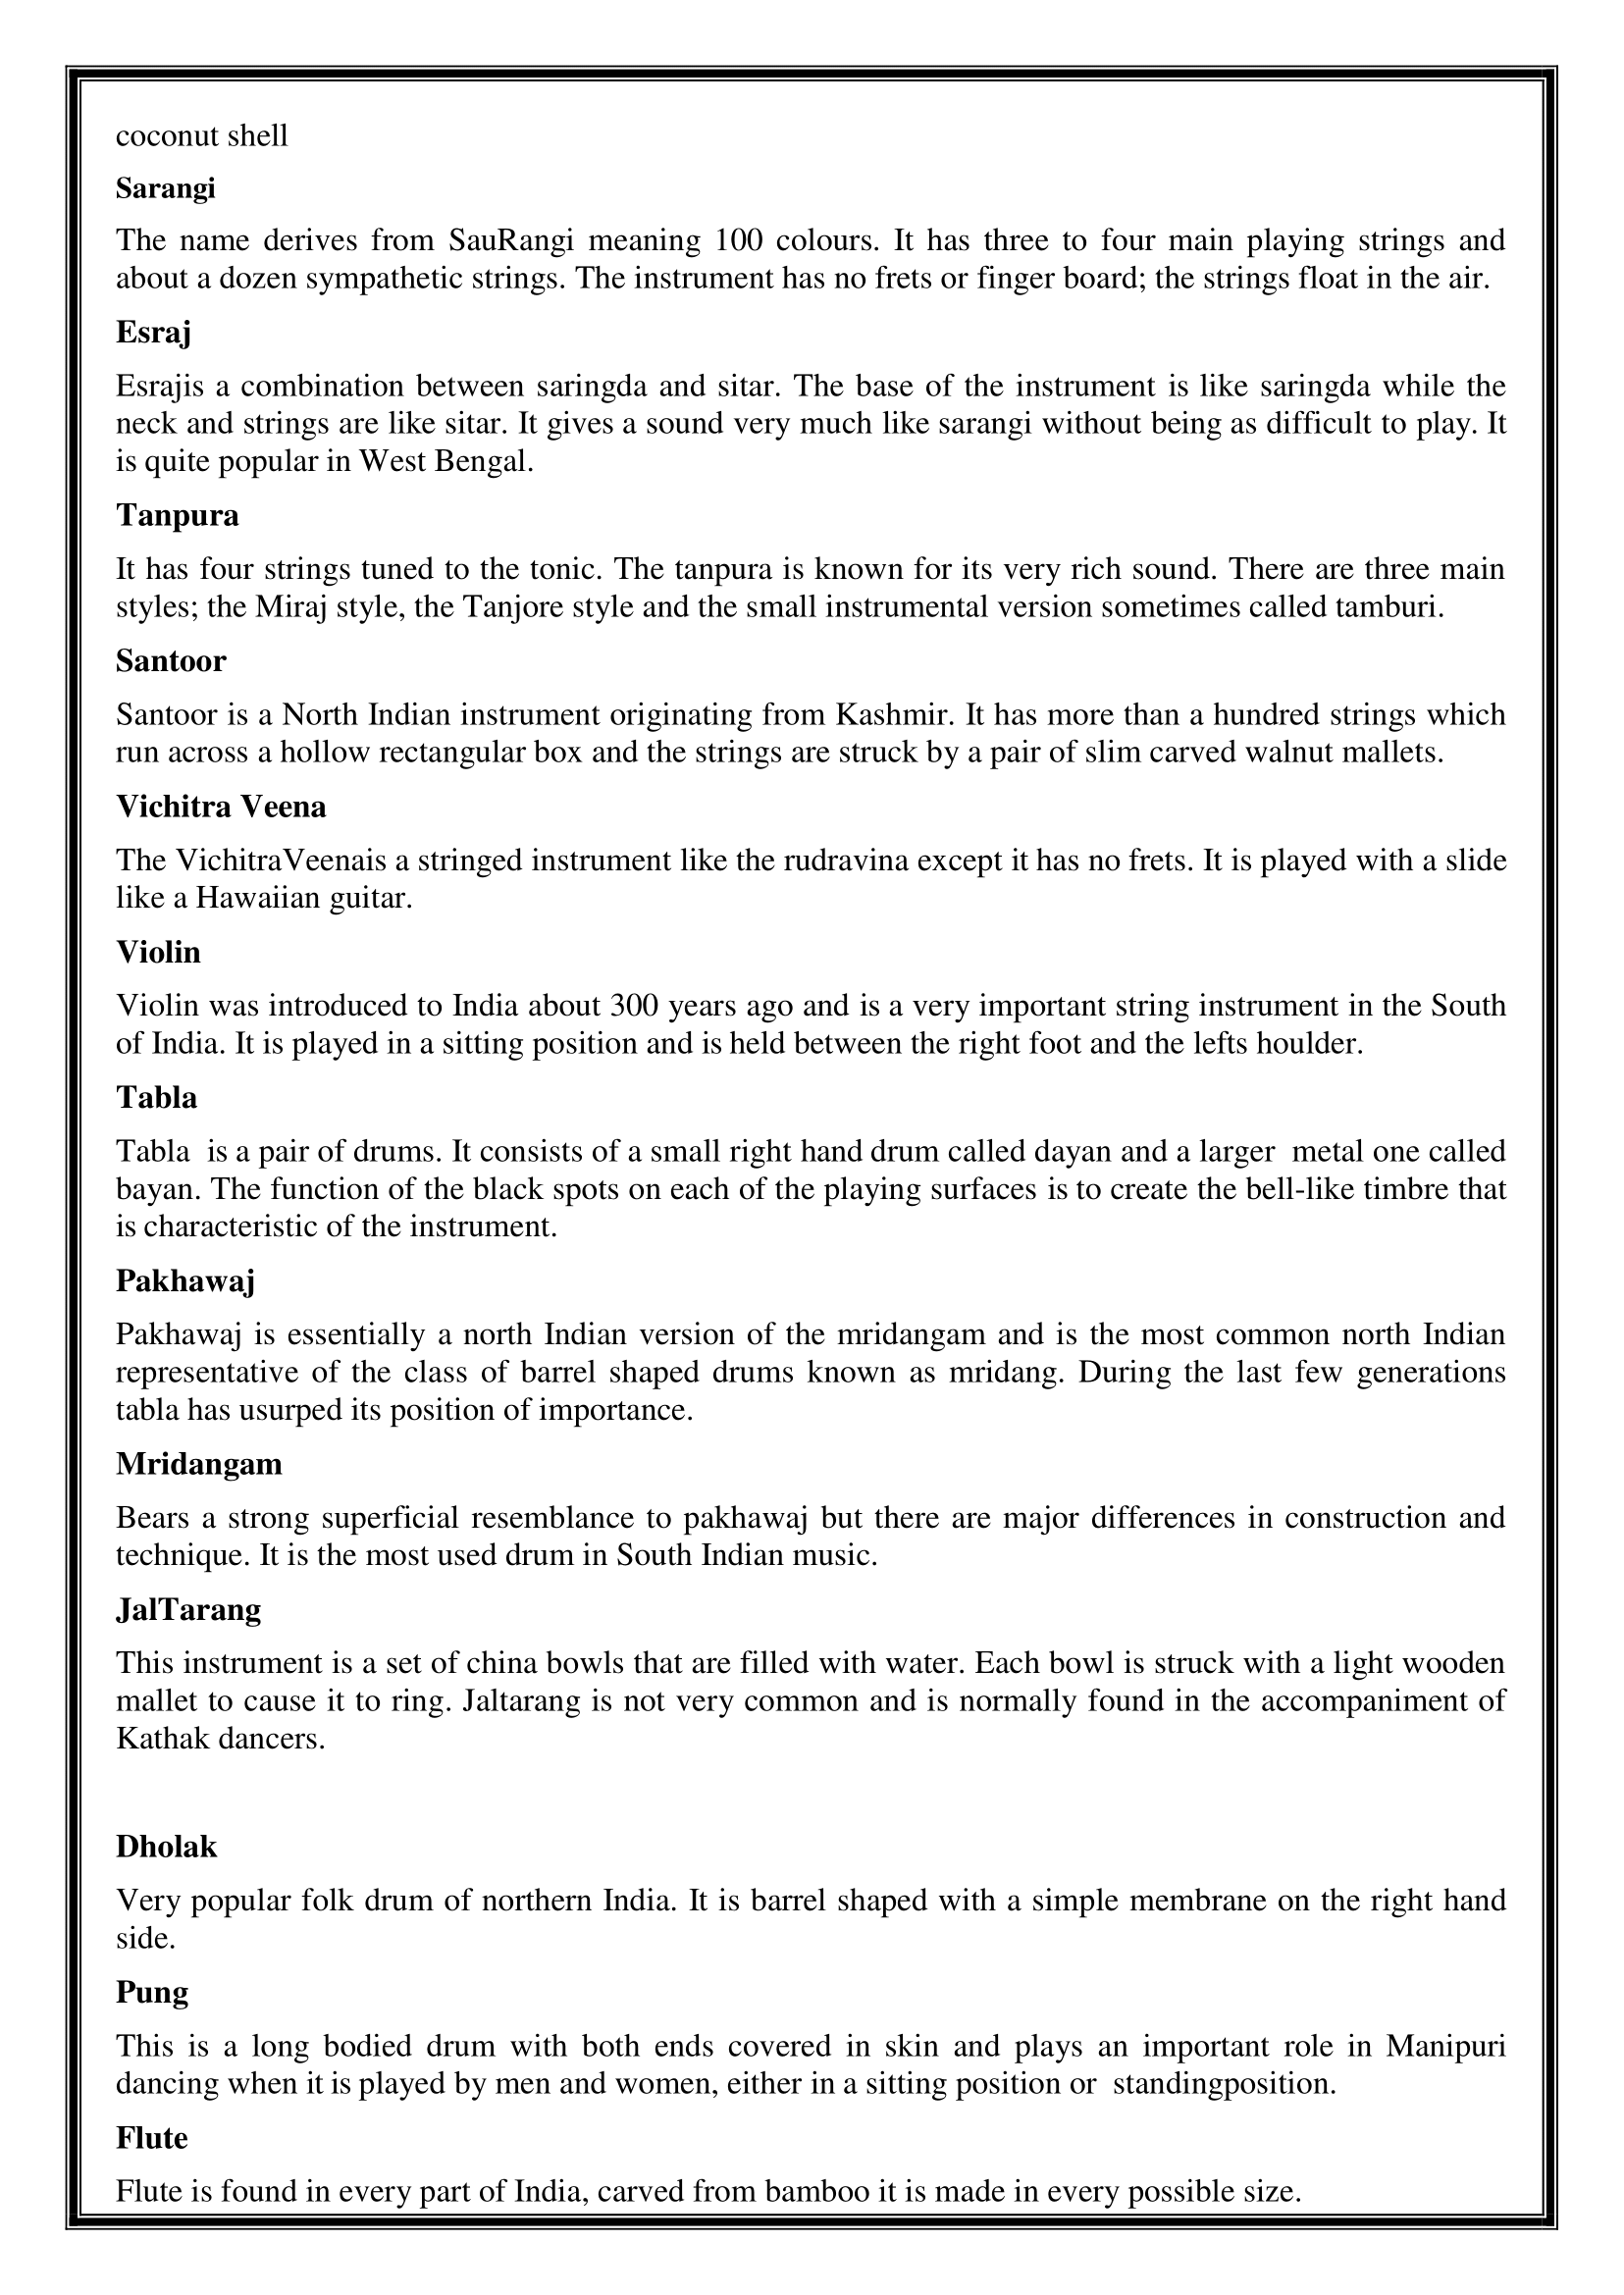 coconut shell
Sarangi
The name derives from SauRangi meaning 100 colours. It has three to four main playing strings and
about a dozen sympathetic strings. The instrument has no frets or finger board; the strings float in the air.
Esraj
Esrajis a combination between saringda and sitar. The base of the instrument is like saringda while the
neck and strings are like sitar. It gives a sound very much like sarangi without being as difficult to play. It
is quite popular in West Bengal.
Tanpura
It has four strings tuned to the tonic. The tanpura is known for its very rich sound. There are three main
styles; the Miraj style, the Tanjore style and the small instrumental version sometimes called tamburi.
Santoor
Santoor is a North Indian instrument originating from Kashmir. It has more than a hundred strings which
run across a hollow rectangular box and the strings are struck by a pair of slim carved walnut mallets.
Vichitra Veena
The VichitraVeenais a stringed instrument like the rudravina except it has no frets. It is played with a slide
like a Hawaiian guitar.
Violin
Violin was introduced to India about 300 years ago and is a very important string instrument in the South
of India. It is played in a sitting position and is held between the right foot and the lefts houlder.
Tabla
Tabla  is a pair of drums. It consists of a small right hand drum called dayan and a larger  metal one called
bayan. The function of the black spots on each of the playing surfaces is to create the bell-like timbre that
is characteristic of the instrument.
Pakhawaj
Pakhawaj is essentially a north Indian version of the mridangam and is the most common north Indian
representative of the class of barrel shaped drums known as mridang. During the last few generations
tabla has usurped its position of importance.
Mridangam
Bears a strong superficial resemblance to pakhawaj but there are major differences in construction and
technique. It is the most used drum in South Indian music.
JalTarang
This instrument is a set of china bowls that are filled with water. Each bowl is struck with a light wooden
mallet to cause it to ring. Jaltarang is not very common and is normally found in the accompaniment of
Kathak dancers.
Dholak
Very popular folk drum of northern India. It is barrel shaped with a simple membrane on the right hand
side.
Pung
This is a long bodied drum with both ends covered in skin and plays an important role in Manipuri
dancing when it is played by men and women, either in a sitting position or  standingposition.
Flute
Flute is found in every part of India, carved from bamboo it is made in every possible size.